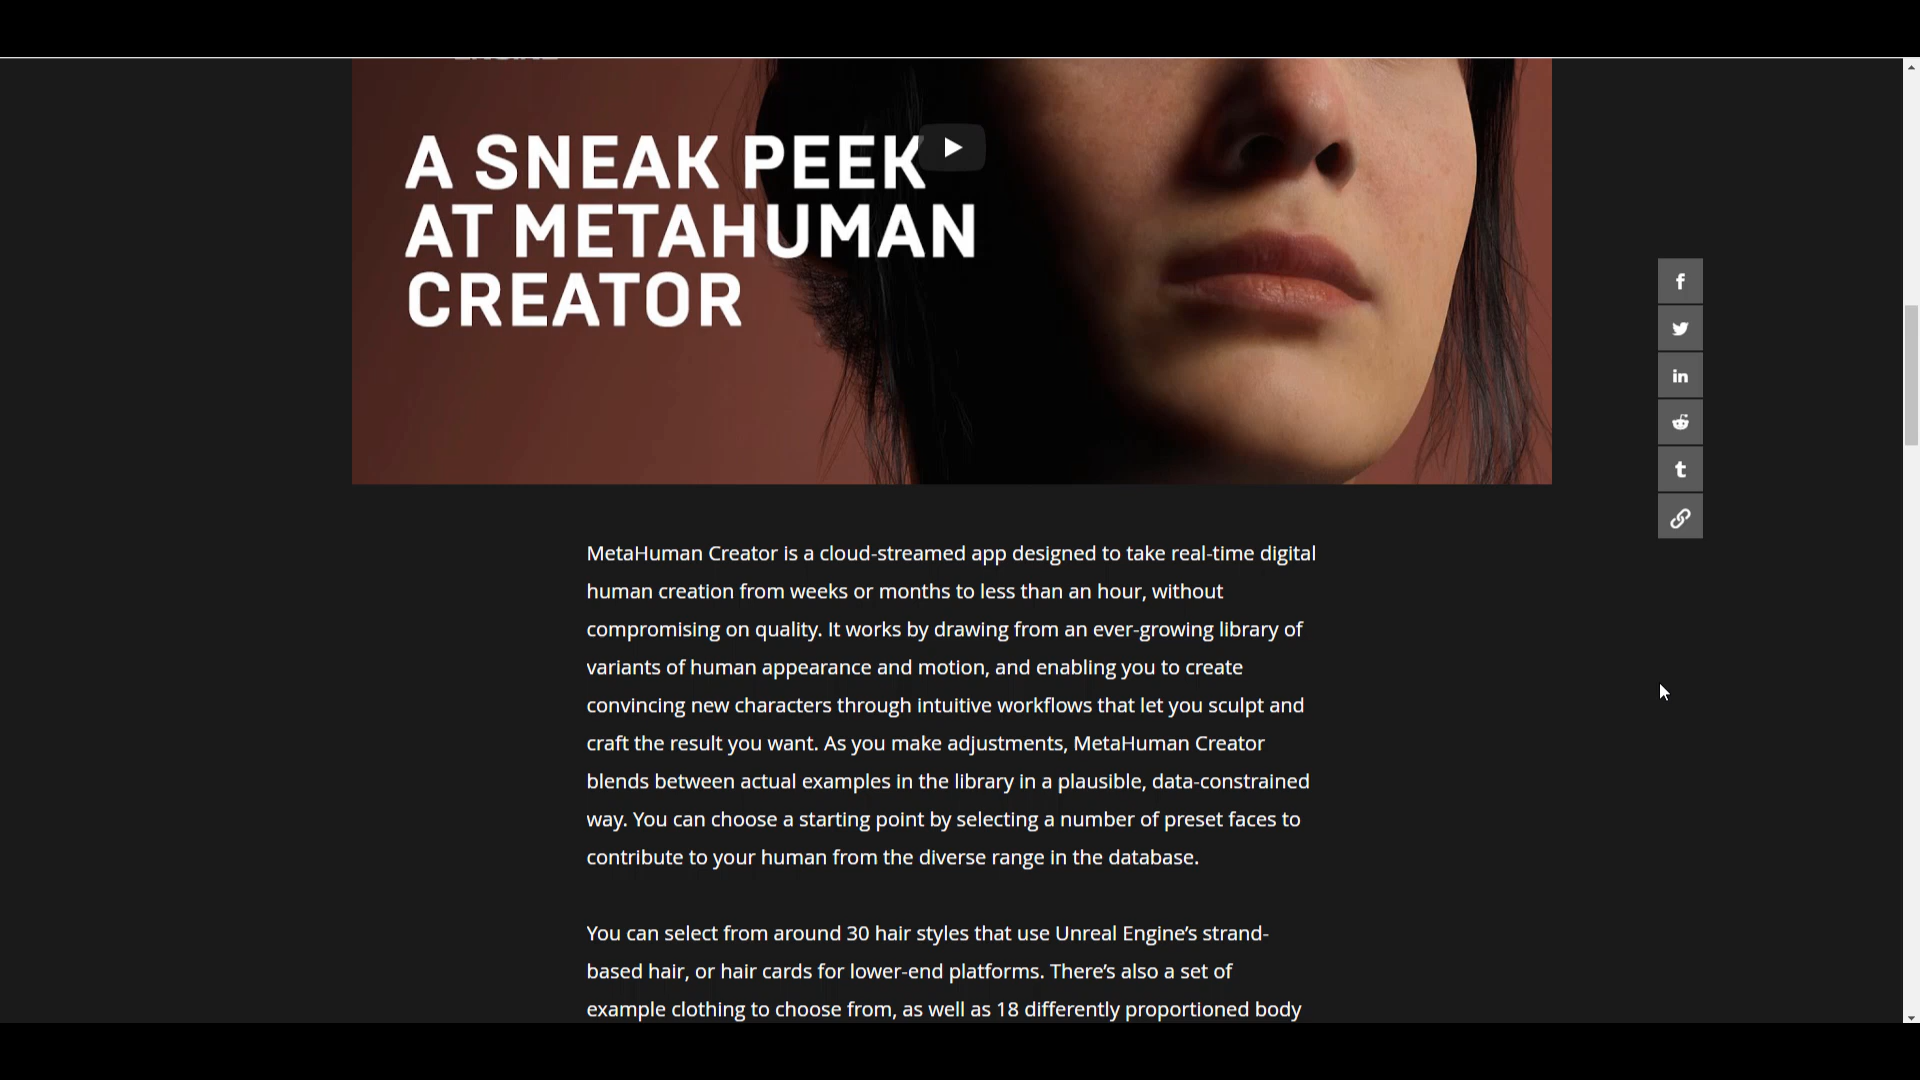 A SNEAK PEEK
AT METAHUMAN
CREATOR
MetaHuman Creator is a cloud-streamed app designed to take real-time digital
human creation from weeks or months to less than an hour, without
compromising on quality. It works by drawing from an ever-growing library of
variants of human appearance and motion, and enabling you to create
convincing new characters through intuitive workflows that let you sculpt and
craft the result you want. As you make adjustments, MetaHuman Creator
blends between actual examples in the library in a plausible, data-constrained
way. You can choose a starting point by selecting a number of preset faces to
contribute to your human from the diverse range in the database.
You can select from around 30 hair styles that use Unreal Engine’s strand-
based hair, or hair cards for lower-end platforms. There’s also a set of
example clothing to choose from, as well as 18 differently proportioned body